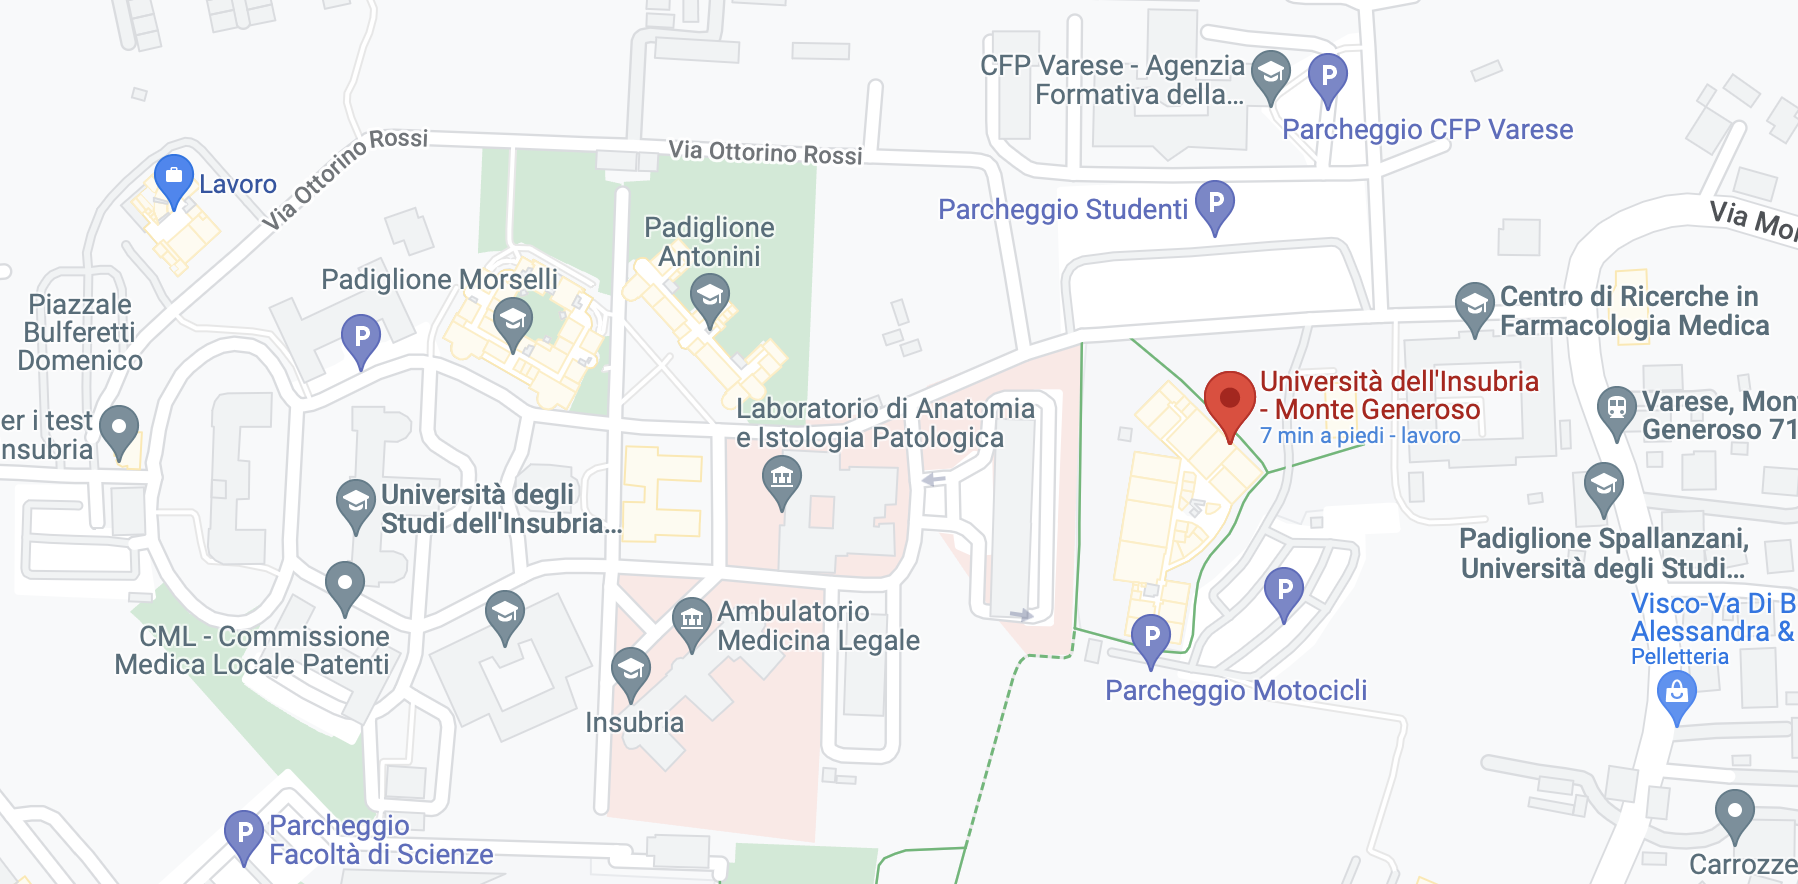 CFP Varese - Agenzia
Formativa della...
P
Parcheggio CFP Varese
Via Ottorino Rossi
Via Ottorino Rossi
Lavoro
Parcheggio Studenti
P
Via Mor
Padiglione
Antonini
Padiglione Morselli
Piazzale
Bulferetti
Domenico
P
Centro di Ricerche in
Farmacologia Medica
Università dell'Insubria
- Monte Generoso
7 min a piedi - lavoro
Varese, Mon
Generoso 71
er i test
nsubria
Laboratorio di Anatomia
e Istologia Patologica
Università degli
Studi dell'Insubria...
Padiglione Spallanzani,
Università degli Studi...
P
P
Visco-Va Di B
Alessandra &
Pelletteria
CML - Commissione
Medica Locale Patenti
Ambulatorio
Medicina Legale
Parcheggio Motocicli
Insubria
P
Parcheggio
Facoltà di Scienze
Carrozze